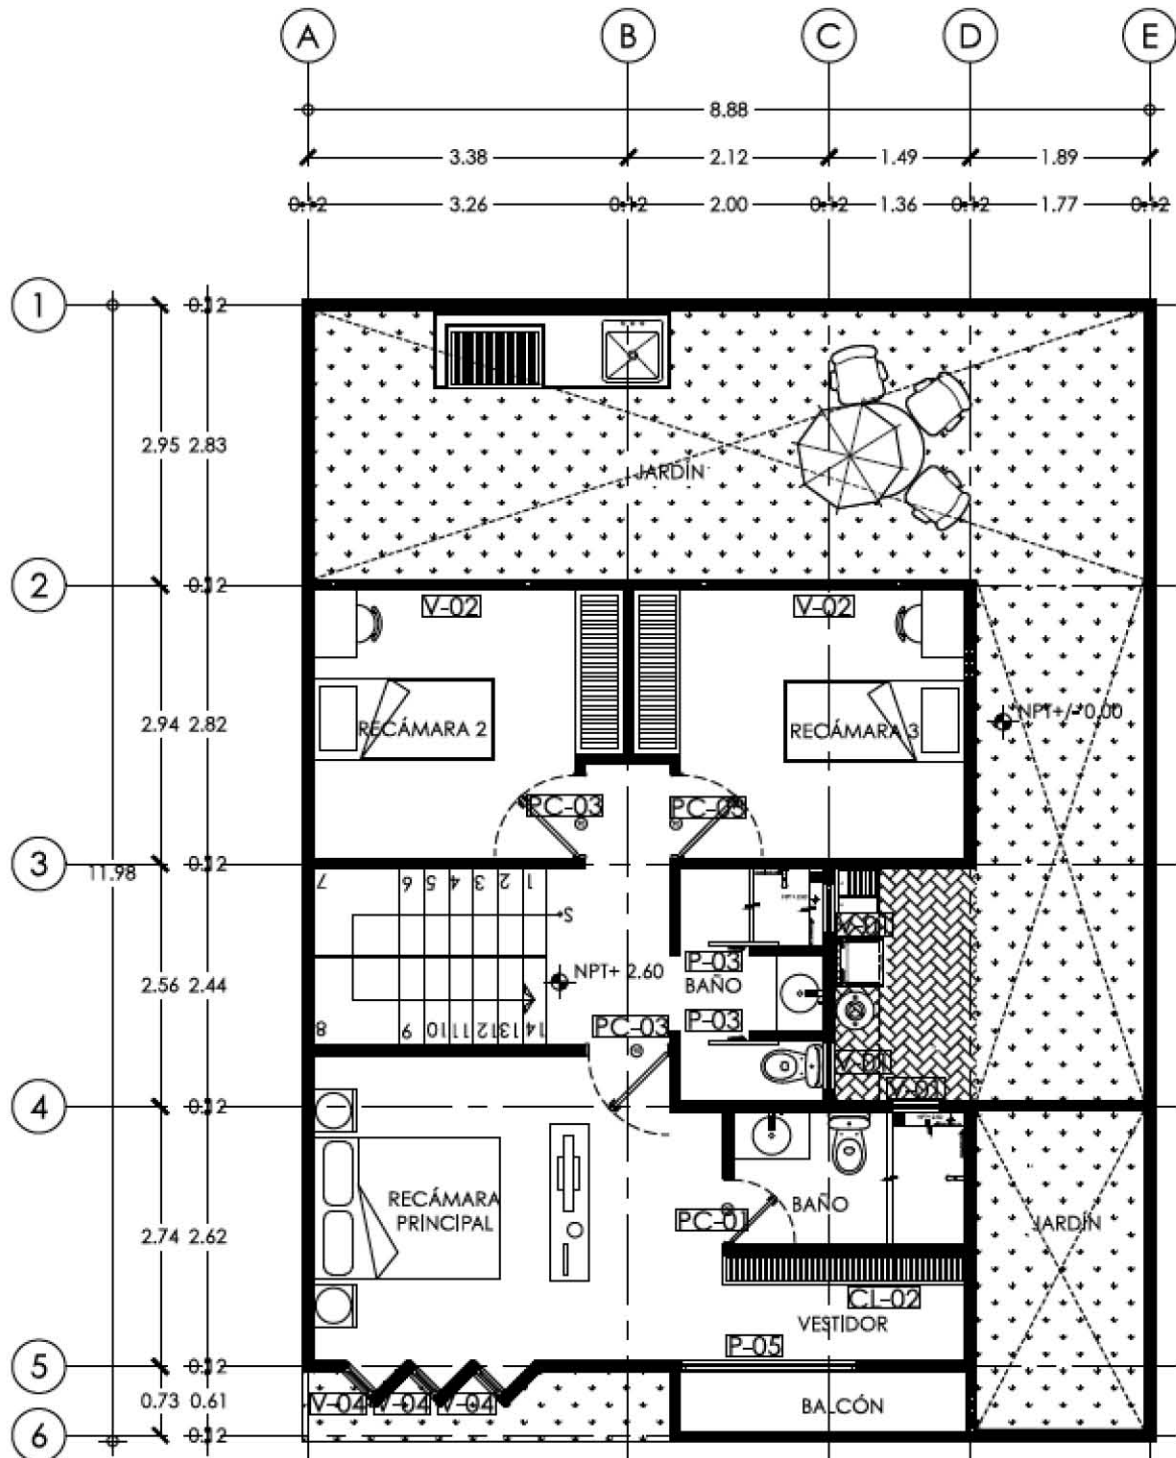 A B C D E
8.88
3.38 2.12 1.49 1.89
0.12 3.26 0.12 2.00 0.12 1.36 0.12 1.77 0.12
1 0.12
2.95 2.83
JARDÍN
2 0.12
V-02 V-02
2.94 2.82
RECÁMARA 2 RECÁMARA 3
NPT+/-0.00
PC-03 PC-03
3 0.12
11.98
7 6 5 4 3 2 1
S
V-01
P-03
NPT+ 2.60
BAÑO
2.56 2.44
P-03
PC-03
8 9 10 11 12 13 14
V-01
V-01
4 0.12
RECÁMARA
PRINCIPAL
BAÑO
PC-01
JARDÍN
2.74 2.62
CL-02
VESTIDOR
P-05
5 0.12
V-04 V-04 V-04
BALCÓN
0.73 0.61
6 0.12